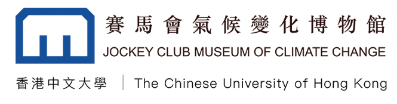 賽馬會氣候變化博物館
JOCKEY CLUB MUSEUM OF CLIMATE CHANGE
香港中文大學 | The Chinese University of Hong Kong